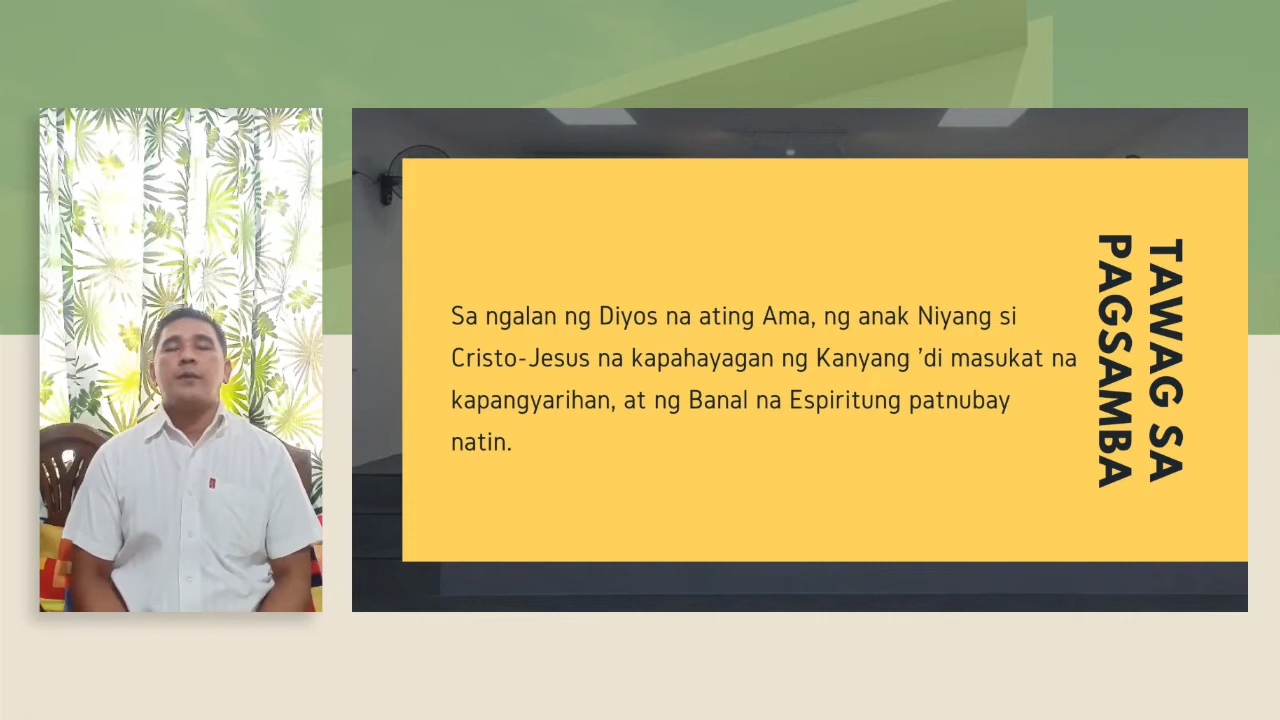 Sa ngalan ng Diyos na ating Ama, ng anak Niyang si
Cristo-Jesus na kapahayagan ng Kanyang ’di masukat na
kapangyarihan, at ng Banal na Espiritung patnubay
natin.
TAWAG SA
PAGSAMBA